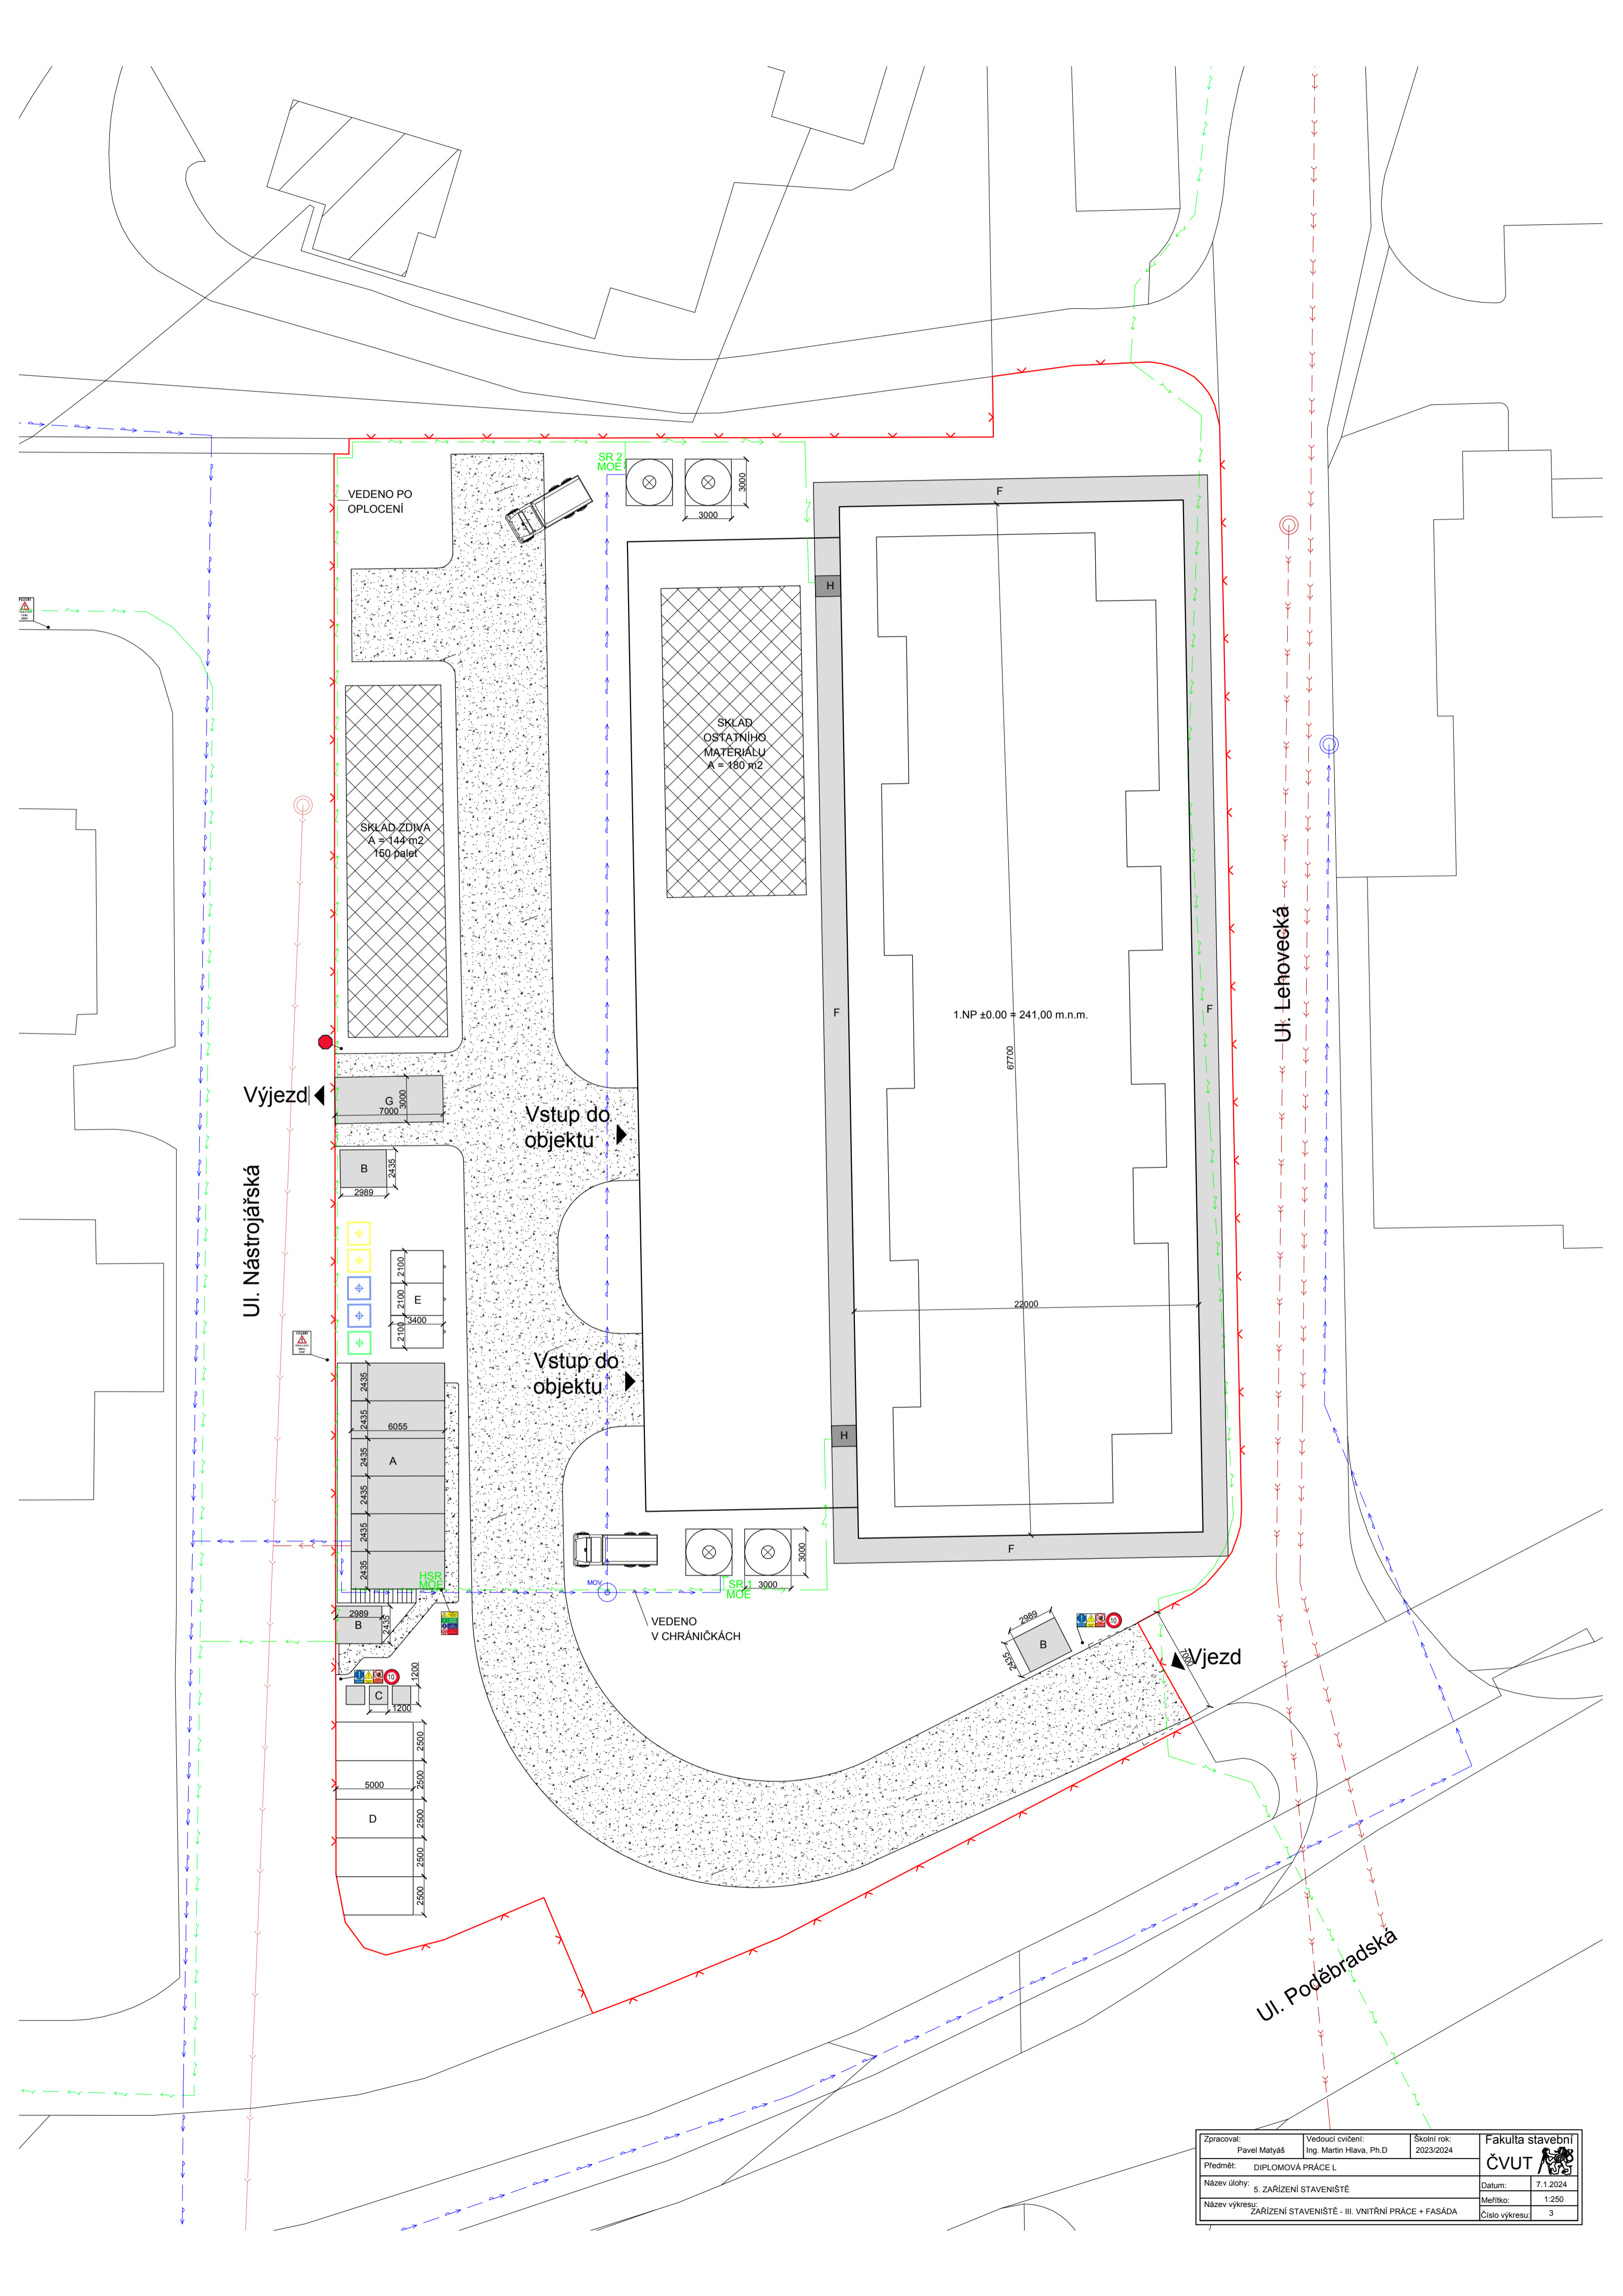 SR 2
MOE
3000
3000
VEDENO PO
OPLOCENÍ
F
H
SKLAD
OSTATNÍHO
MATERIÁLU
A = 180 m2
SKLAD ZDIVA
A = 144 m2
150 palet
F
1.NP ±0.00 = 241,00 m.n.m.
F
67700
Ul. Lehovecká
Výjezd
G
7000
3000
Vstup do
objektu
B
2989
2435
Ul. Nástrojářská
2100
2100
2100
E
3400
22000
Vstup do
objektu
2435
2435
2435
2435
2435
2435
6055
A
H
F
3000
3000
HSR
MOE
MOV
SR 1
MOE
VEDENO
V CHRÁNIČKÁCH
2989
B
2435
10
C
1200
1200
2989
2435
B
10
7000
Vjezd
2500
2500
2500
2500
2500
5000
D
Ul. Poděbradská
Zpracoval:
Pavel Matyáš
Vedoucí cvičení:
Ing. Martin Hlava, Ph.D
Školní rok:
2023/2024
Fakulta stavební
ČVUT
Předmět: DIPLOMOVÁ PRÁCE L
Název úlohy: 5. ZAŘÍZENÍ STAVENIŠTĚ
Datum: 7.1.2024
Měřítko: 1:250
Název výkresu: ZAŘÍZENÍ STAVENIŠTĚ - III. VNITŘNÍ PRÁCE + FASÁDA
Číslo výkresu: 3